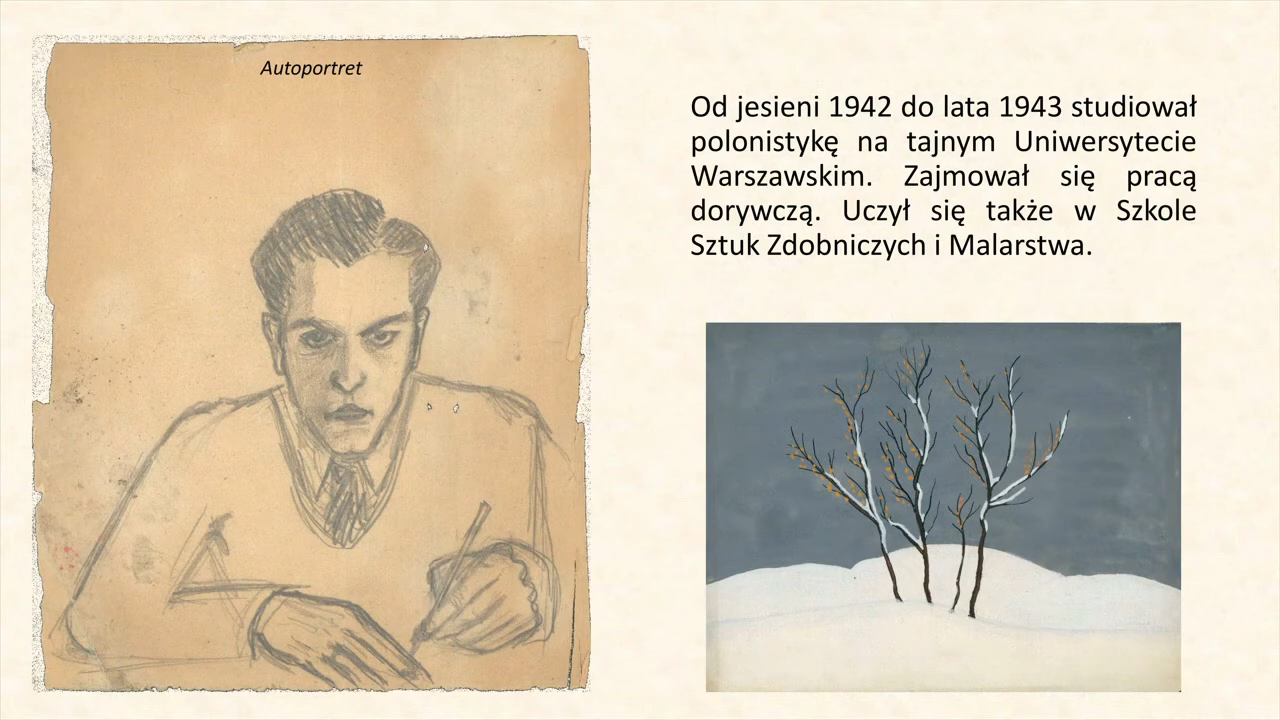 Autoportret
Od jesieni 1942 do lata 1943 studiował
polonistykę na tajnym Uniwersytecie
Warszawskim. Zajmował się pracą
dorywczą. Uczył się także w Szkole
Sztuk Zdobniczych i Malarstwa.